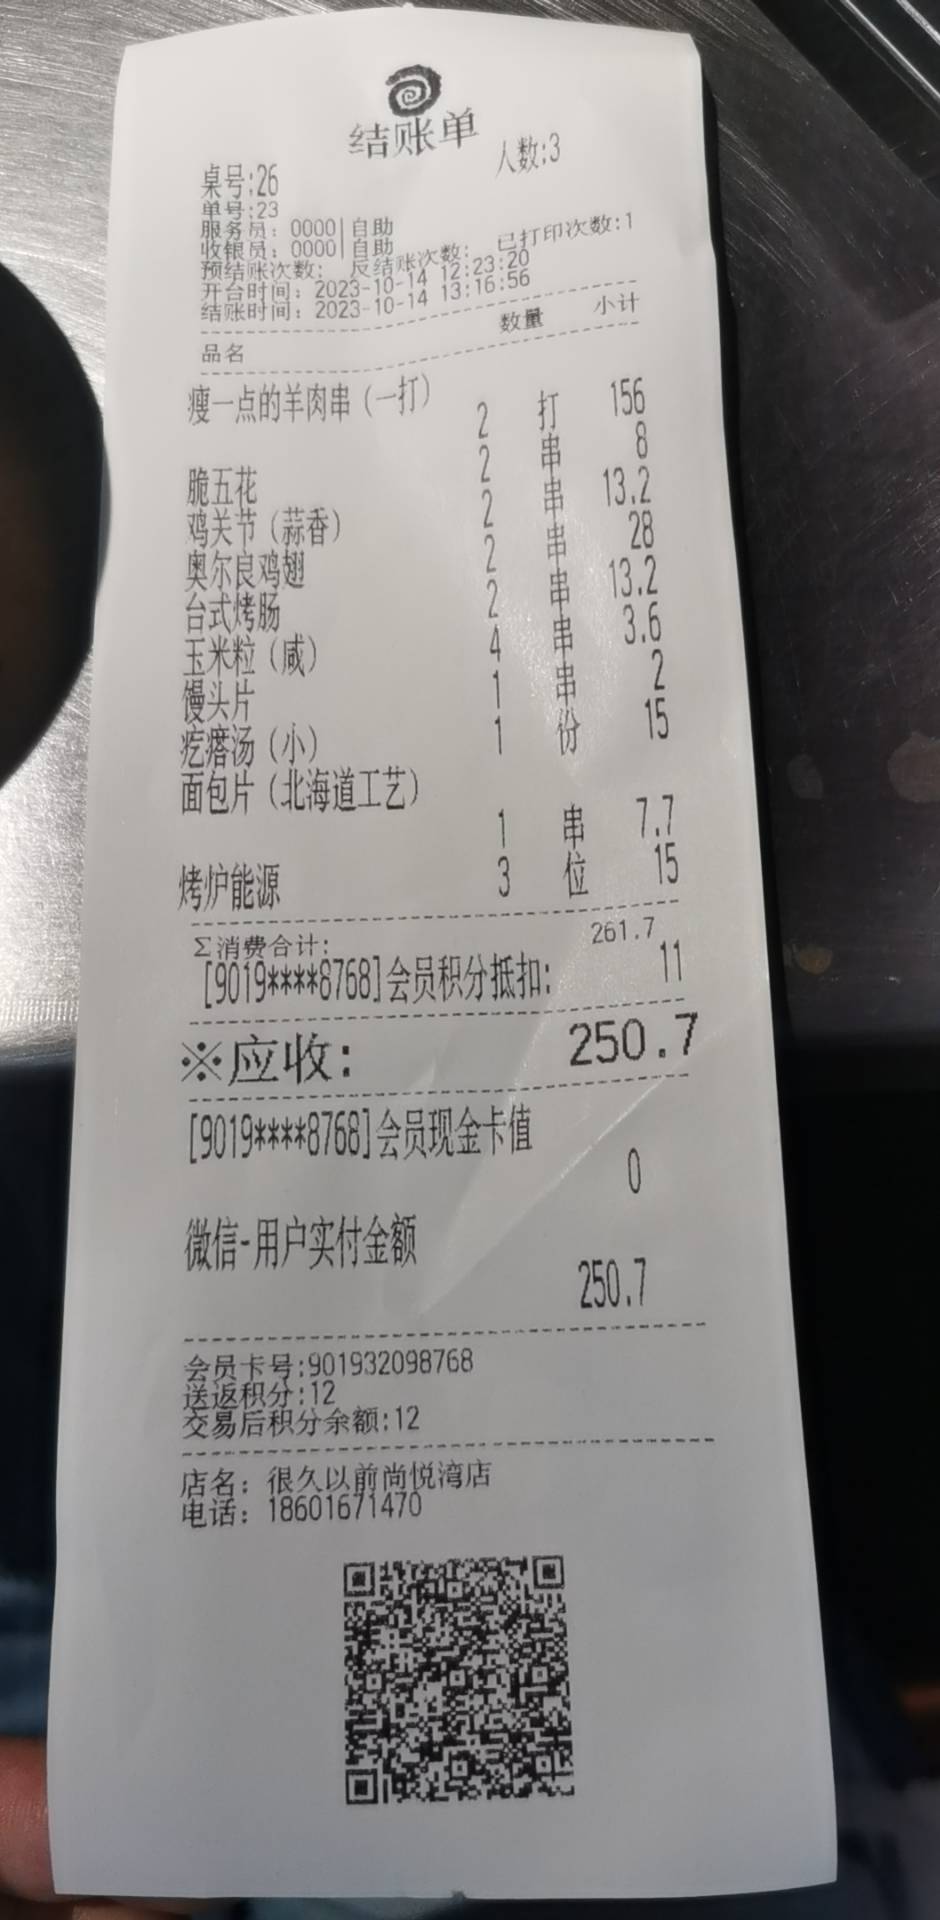 结账单
桌号:26 人数:3
单号:23
服务员: 0000|自助
收银员: 0000|自助
预结账次数: 反结账次数: 已打印次数:1
开台时间: 2023-10-14 12:23:20
结账时间: 2023-10-14 13:16:56
品名 数量 小计
瘦一点的羊肉串(一打)
2 打 156
脆五花 2 串 8
鸡关节(蒜香) 2 串 13.2
奥尔良鸡翅 2 串 28
台式烤肠 2 串 13.2
玉米粒(咸) 4 串 3.6
馒头片 1 串 2
疙瘩汤(小) 1 份 15
面包片(北海道工艺)
1 串 7.7
烤炉能源 3 位 15
Σ消费合计: 261.7
[9019****8768]会员积分抵扣: 11
※应收: 250.7
[9019****8768]会员现金卡值
0
微信-用户实付金额
250.7
会员卡号:901932098768
送返积分:12
交易后积分余额:12
店名: 很久以前尚悦湾店
电话: 18601671470